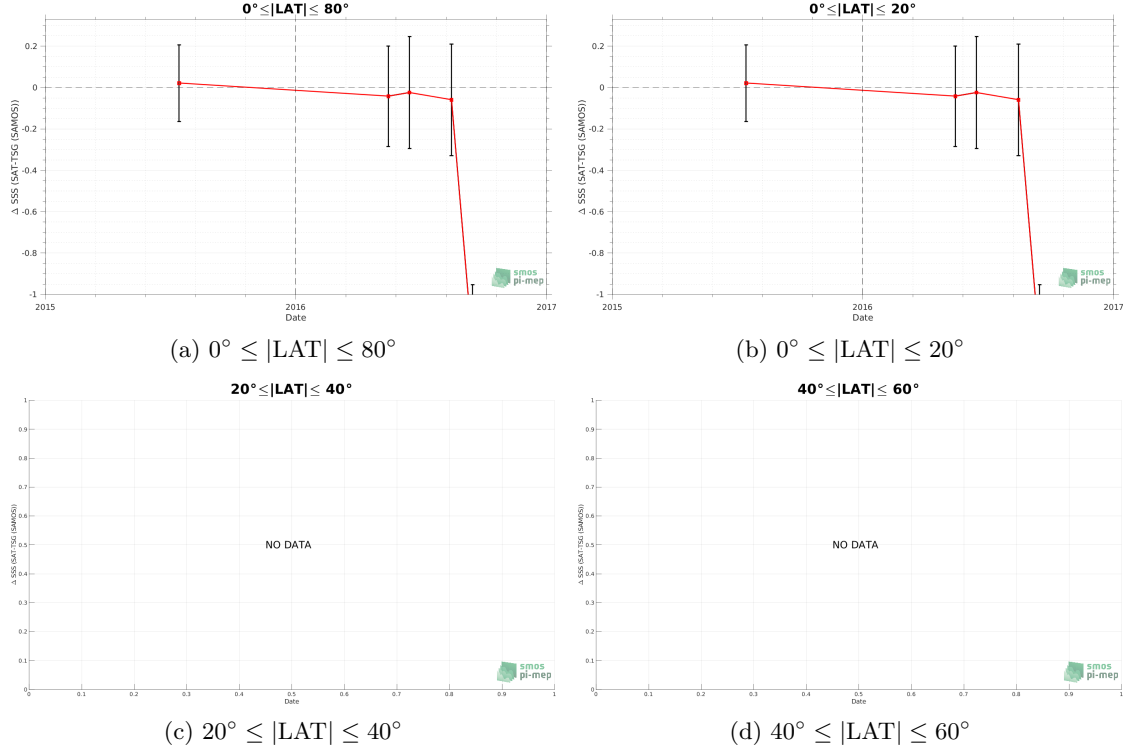 0°≤|LAT|≤ 80°
Δ SSS (SAT-TSG (SAMOS))
0.2
0
-0.2
-0.4
-0.6
-0.8
-1
2015
2016
2017
Date
smos
pi-mep
(a) 0° ≤ |LAT| ≤ 80°
0°≤|LAT|≤ 20°
Δ SSS (SAT-TSG (SAMOS))
0.2
0
-0.2
-0.4
-0.6
-0.8
-1
2015
2016
2017
Date
smos
pi-mep
(b) 0° ≤ |LAT| ≤ 20°
20°≤|LAT|≤ 40°
Δ SSS (SAT-TSG (SAMOS))
1
0.9
0.8
0.7
0.6
0.5
0.4
0.3
0.2
0.1
0
NO DATA
smos
pi-mep
0 0.1 0.2 0.3 0.4 0.5 0.6 0.7 0.8 0.9 1
Date
(c) 20° ≤ |LAT| ≤ 40°
40°≤|LAT|≤ 60°
Δ SSS (SAT-TSG (SAMOS))
1
0.9
0.8
0.7
0.6
0.5
0.4
0.3
0.2
0.1
0
NO DATA
smos
pi-mep
0 0.1 0.2 0.3 0.4 0.5 0.6 0.7 0.8 0.9 1
Date
(d) 40° ≤ |LAT| ≤ 60°